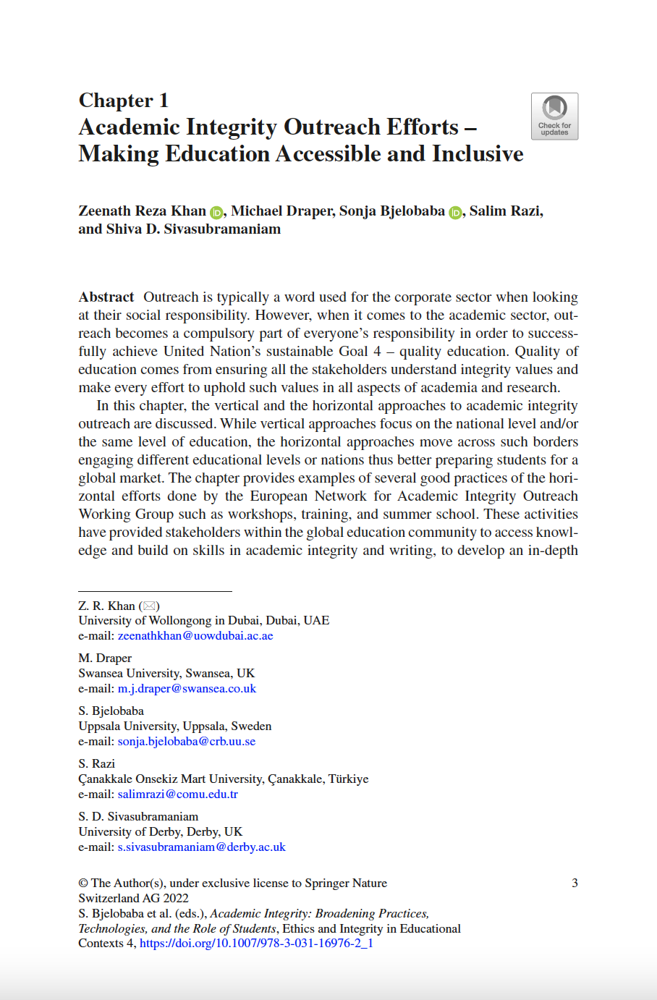 Chapter 1
Academic Integrity Outreach Efforts –
Making Education Accessible and Inclusive
Check for
updates
Zeenath Reza Khan iD, Michael Draper, Sonja Bjelobaba iD, Salim Razi,
and Shiva D. Sivasubramaniam
Abstract Outreach is typically a word used for the corporate sector when looking
at their social responsibility. However, when it comes to the academic sector, out-
reach becomes a compulsory part of everyone’s responsibility in order to success-
fully achieve United Nation’s sustainable Goal 4 – quality education. Quality of
education comes from ensuring all the stakeholders understand integrity values and
make every effort to uphold such values in all aspects of academia and research.
In this chapter, the vertical and the horizontal approaches to academic integrity
outreach are discussed. While vertical approaches focus on the national level and/or
the same level of education, the horizontal approaches move across such borders
engaging different educational levels or nations thus better preparing students for a
global market. The chapter provides examples of several good practices of the hori-
zontal efforts done by the European Network for Academic Integrity Outreach
Working Group such as workshops, training, and summer school. These activities
have provided stakeholders within the global education community to access knowl-
edge and build on skills in academic integrity and writing, to develop an in-depth
Z. R. Khan (✉)
University of Wollongong in Dubai, Dubai, UAE
e-mail: zeenathkhan@uowdubai.ac.ae
M. Draper
Swansea University, Swansea, UK
e-mail: m.j.draper@swansea.co.uk
S. Bjelobaba
Uppsala University, Uppsala, Sweden
e-mail: sonja.bjelobaba@crb.uu.se
S. Razi
Çanakkale Onsekiz Mart University, Çanakkale, Türkiye
e-mail: salimrazi@comu.edu.tr
S. D. Sivasubramaniam
University of Derby, Derby, UK
e-mail: s.sivasubramaniam@derby.ac.uk
© The Author(s), under exclusive license to Springer Nature 3
Switzerland AG 2022
S. Bjelobaba et al. (eds.), Academic Integrity: Broadening Practices,
Technologies, and the Role of Students, Ethics and Integrity in Educational
Contexts 4, https://doi.org/10.1007/978-3-031-16976-2_1